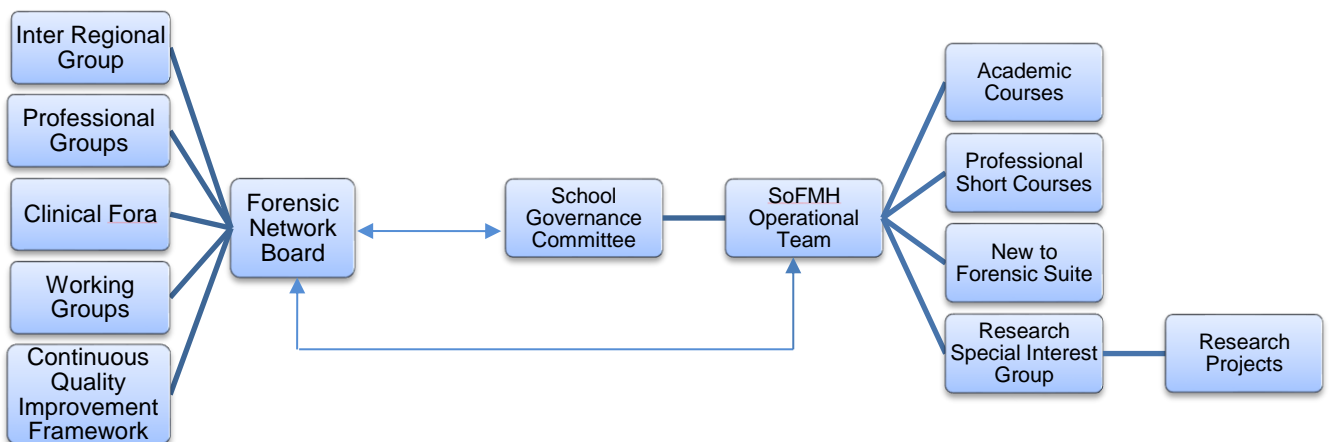 Inter Regional
Group
Professional
Groups
Clinical Fora
Working
Groups
Continuous
Quality
Improvement
Framework
Forensic
Network
Board
School
Governance
Committee
SoFMH
Operational
Team
Academic
Courses
Professional
Short Courses
New to
Forensic Suite
Research
Special Interest
Group
Research
Projects